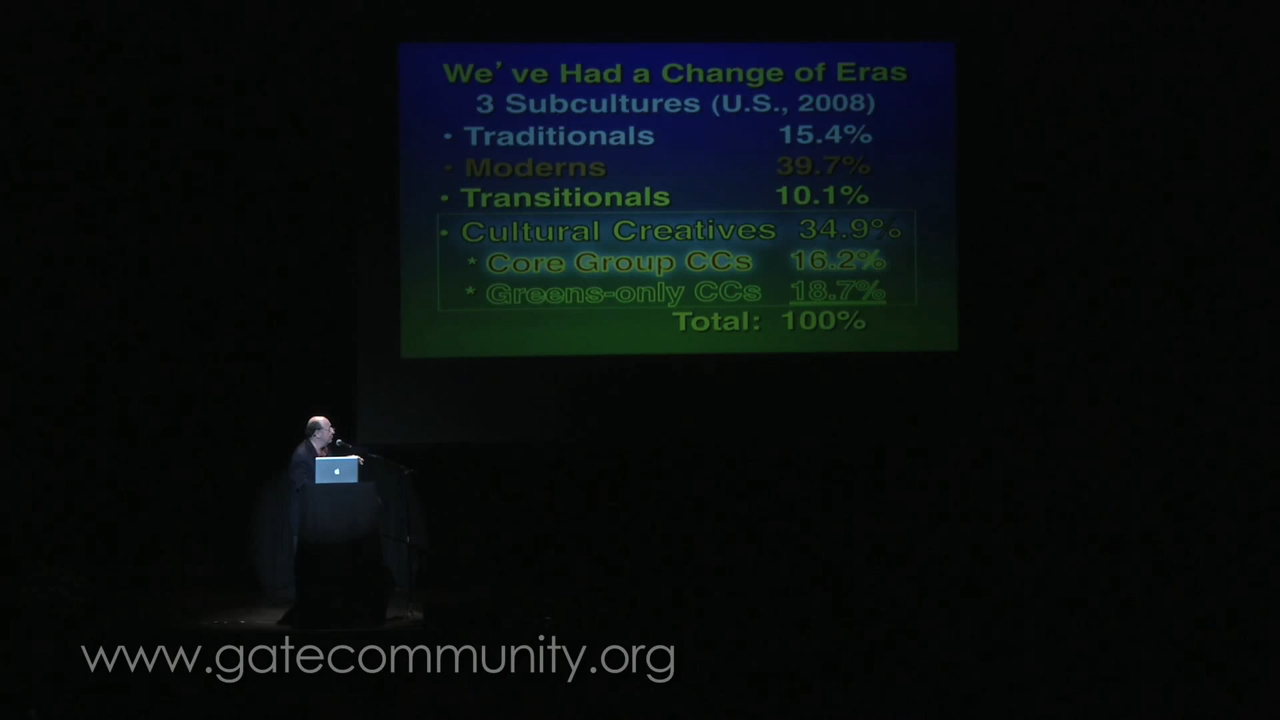 We've Had a Change of Eras
3 Subcultures (U.S., 2008)
• Traditionals 15.4%
• Moderns 39.7%
• Transitionals 10.1%
• Cultural Creatives 34.9%
* Core Group CCs 16.2%
* Greens-only CCs 18.7%
Total: 100%
www.gatecommunity.org